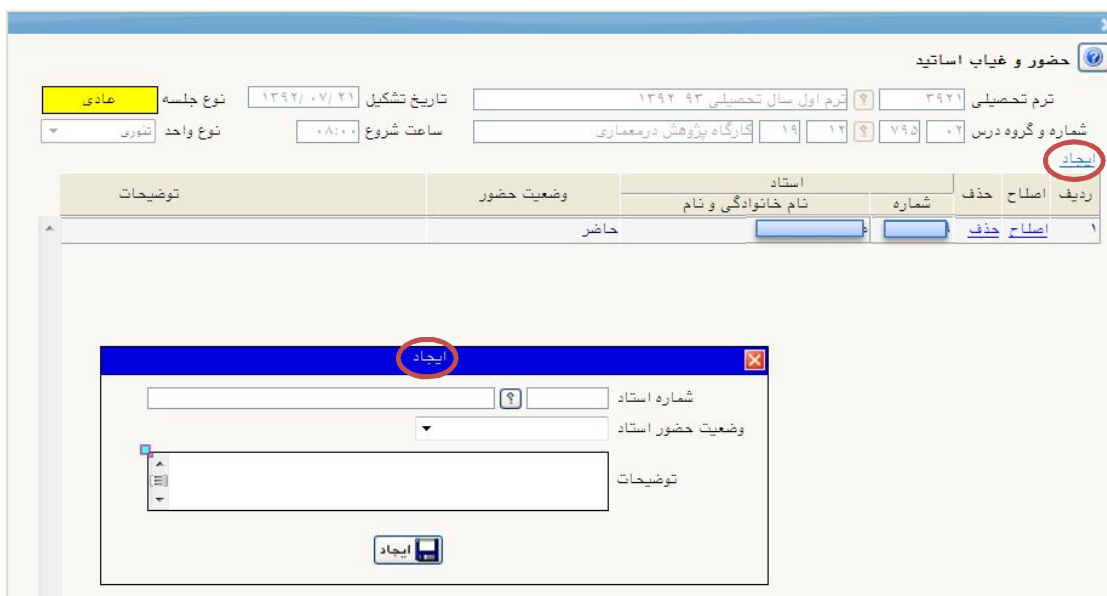 حضور و غیاب اساتید
ترم تحصیلی ۳۹۲۱ ؟ ترم اول سال تحصیلی ۹۳-۱۳۹۲ تاریخ تشکیل ۱۳۹۲/۰۷/۲۱ نوع جلسه عادی
شماره و گروه درس ۰۲ ۷۹۵ ؟ ۱۲ ۱۹ کارگاه پژوهش درمعماری ساعت شروع ۰۸:۰۰ نوع واحد تئوری
ایجاد
ردیف اصلاح حذف استاد وضعیت حضور توضیحات
شماره نام خانوادگی و نام
۱ اصلاح حذف حاضر
ایجاد
شماره استاد ؟
وضعیت حضور استاد
توضیحات
ایجاد